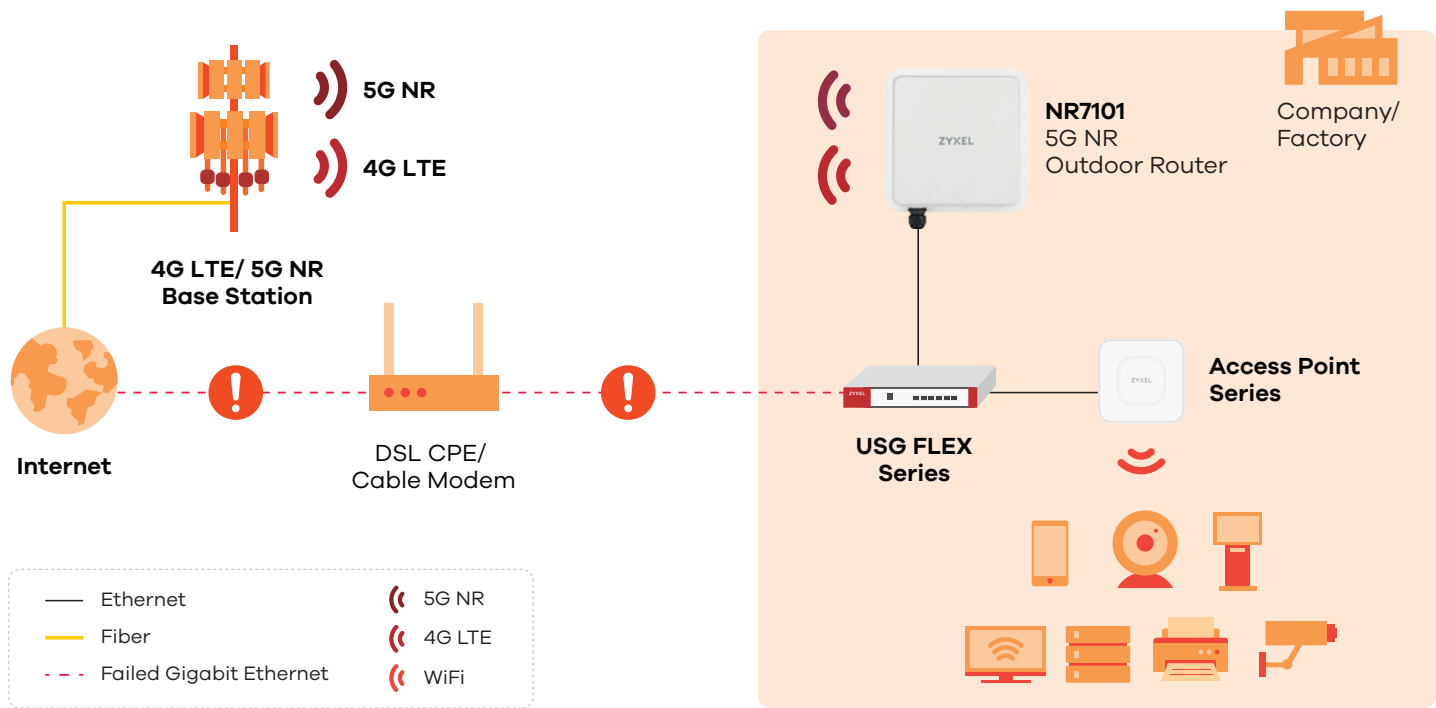 5G NR
4G LTE
4G LTE/ 5G NR
Base Station
Internet
DSL CPE/
Cable Modem
ZYXEL
NR7101
5G NR
Outdoor Router
Company/
Factory
ZYXEL
USG FLEX
Series
ZYXEL
Access Point
Series
Ethernet
Fiber
Failed Gigabit Ethernet
5G NR
4G LTE
WiFi